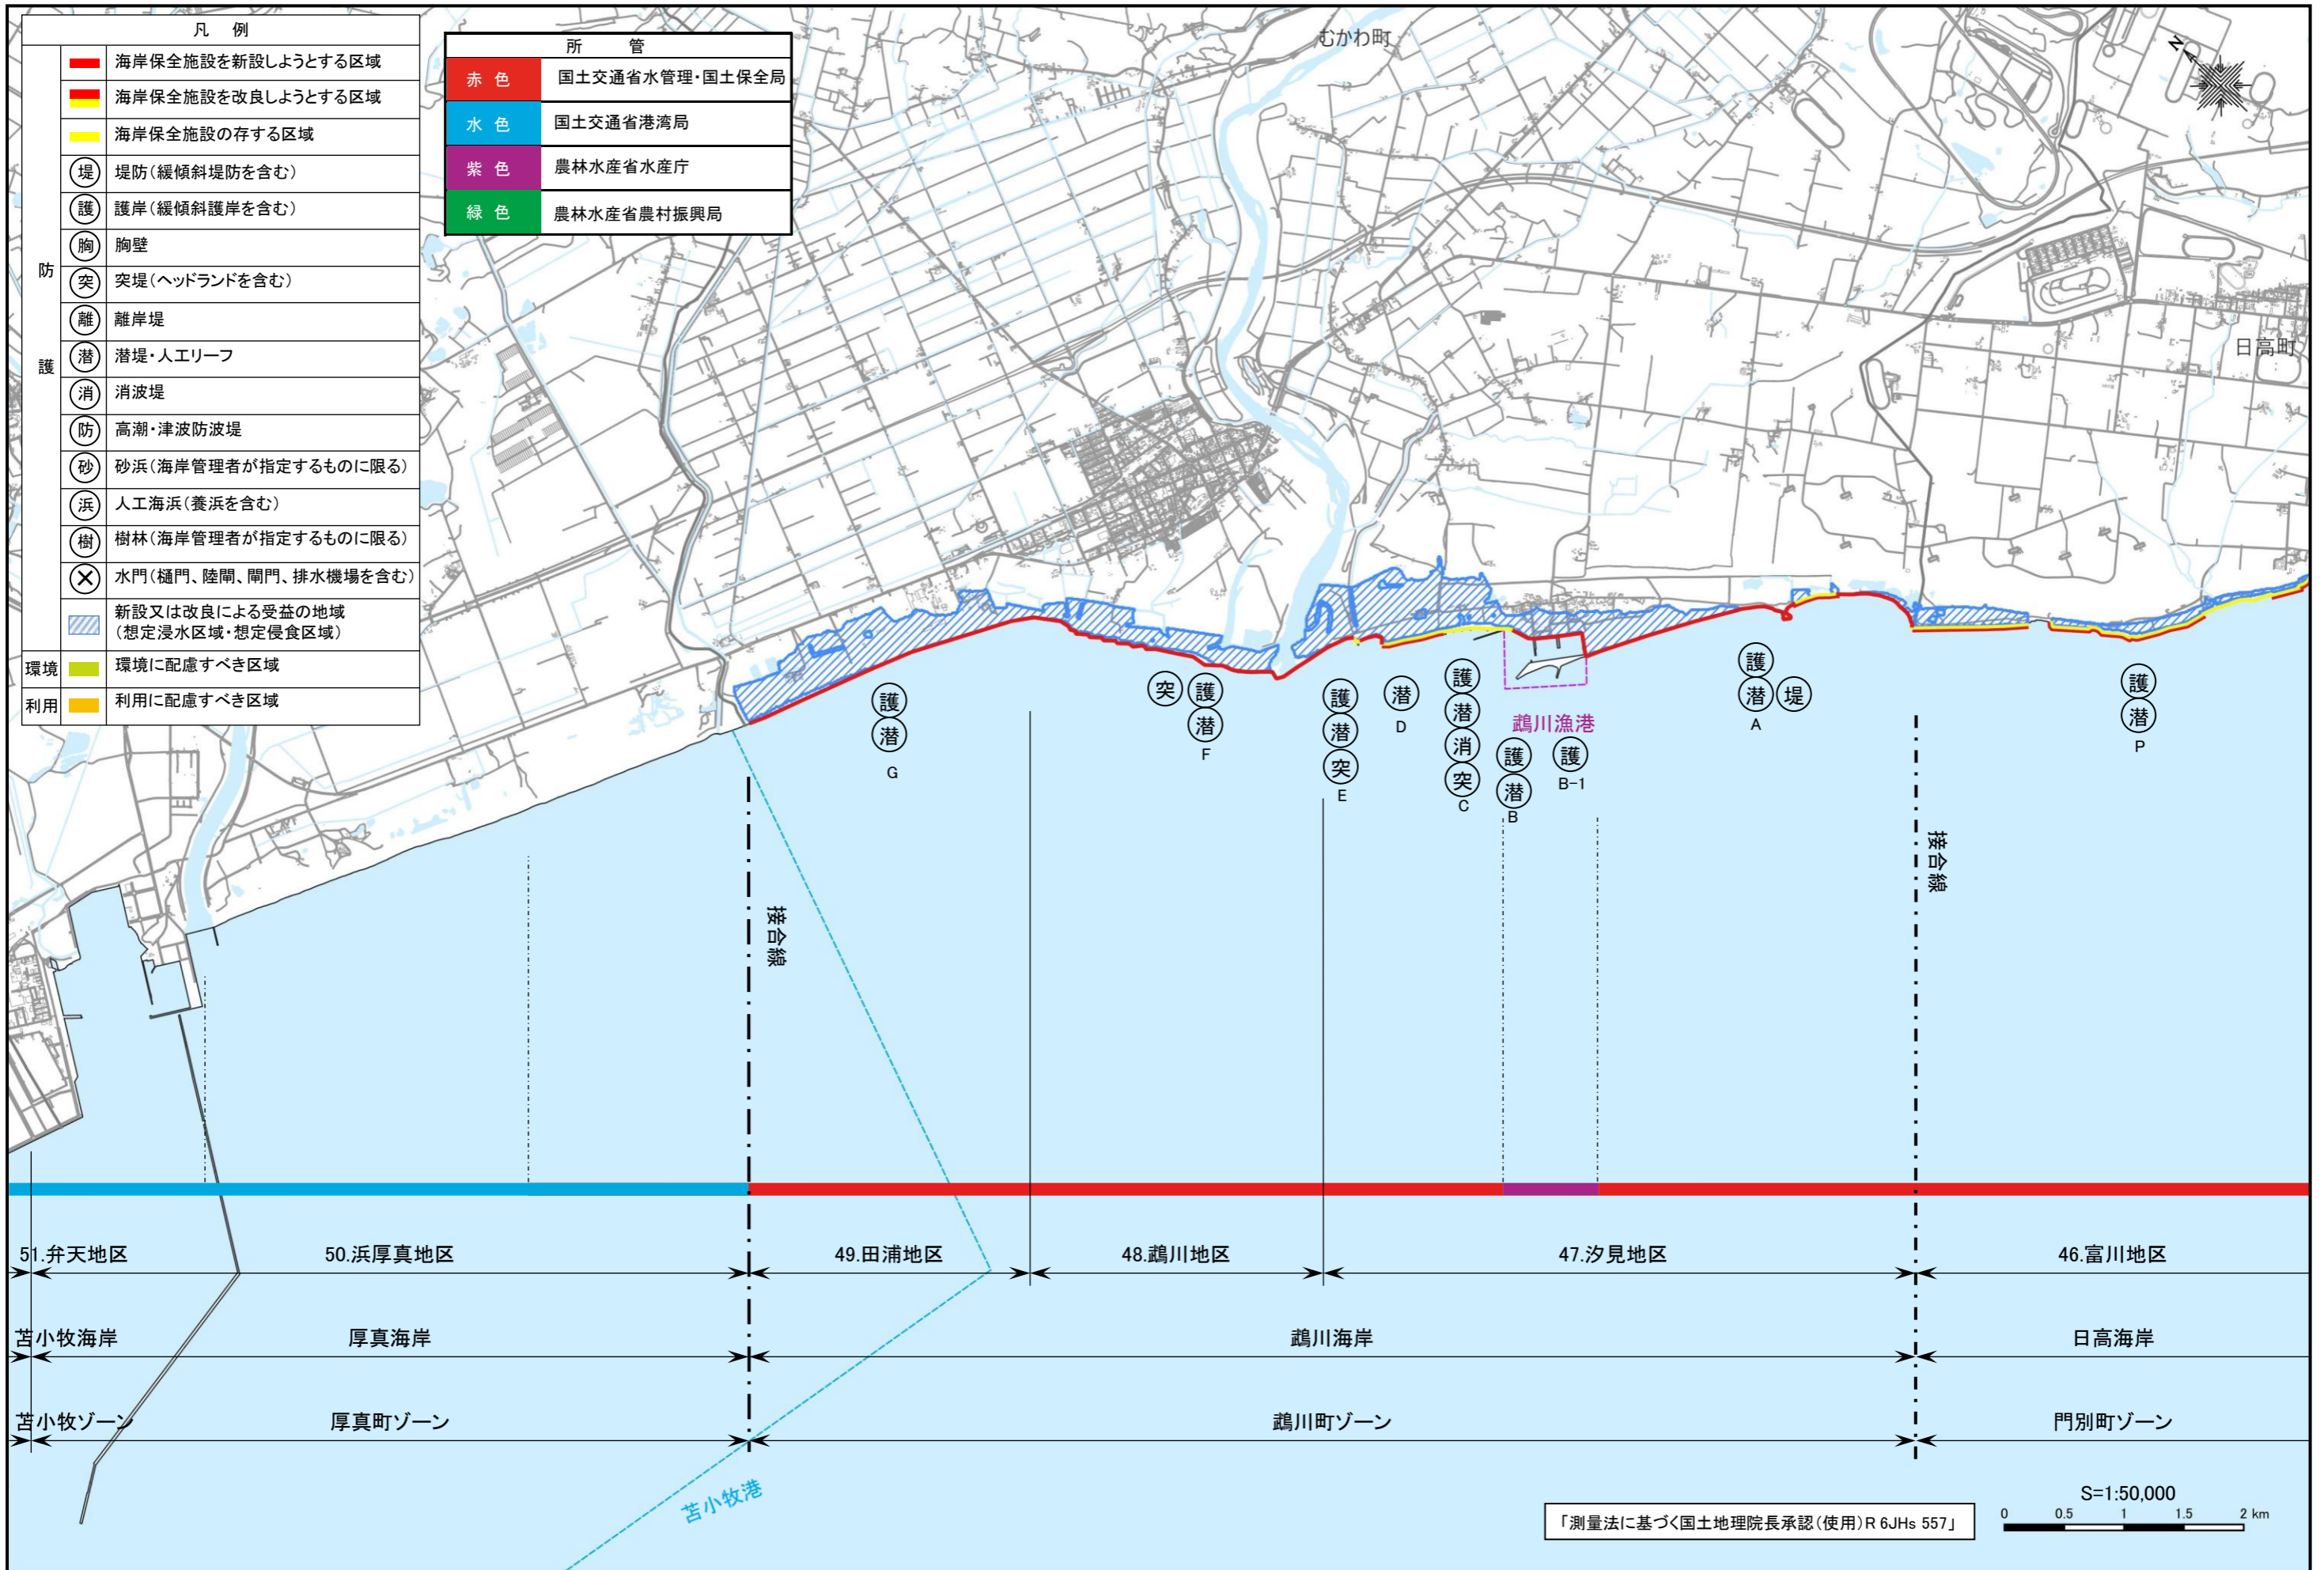 凡 例
防護
海岸保全施設を新設しようとする区域
海岸保全施設を改良しようとする区域
海岸保全施設の存する区域
堤 堤防(緩傾斜堤防を含む)
護 護岸(緩傾斜護岸を含む)
胸 胸壁
突 突堤(ヘッドランドを含む)
離 離岸堤
潜 潜堤・人工リーフ
消 消波堤
防 高潮・津波防波堤
砂 砂浜(海岸管理者が指定するものに限る)
浜 人工海浜(養浜を含む)
樹 樹林(海岸管理者が指定するものに限る)
水門(樋門、陸閘、閘門、排水機場を含む)
新設又は改良による受益の地域
(想定浸水区域・想定侵食区域)
環境 環境に配慮すべき区域
利用 利用に配慮すべき区域
所 管
赤 色 国土交通省水管理・国土保全局
水 色 国土交通省港湾局
紫 色 農林水産省水産庁
緑 色 農林水産省農村振興局
むかわ町
日高町
N
護
潜
G
突 護
潜
F
護
潜
突
E
潜
D
護
潜
消
突
C
鵡川漁港
護
潜
B
護
B-1
護
潜 堤
A
護
潜
P
接合線
接合線
51.弁天地区 50.浜厚真地区 49.田浦地区 48.鵡川地区 47.汐見地区 46.富川地区
苫小牧海岸 厚真海岸 鵡川海岸 日高海岸
苫小牧ゾーン 厚真町ゾーン 鵡川町ゾーン 門別町ゾーン
苫小牧港
「測量法に基づく国土地理院長承認(使用)R 6JHs 557」
S=1:50,000
0 0.5 1 1.5 2 km